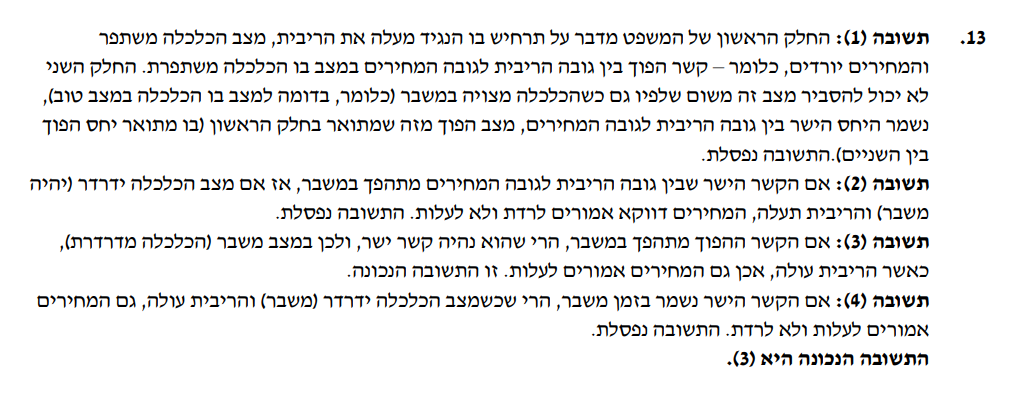 13. תשובה (1): החלק הראשון של המשפט מדבר על תרחיש בו הנגיד מעלה את הריבית, מצב הכלכלה משתפר
והמחירים יורדים, כלומר – קשר הפוך בין גובה הריבית לגובה המחירים במצב בו הכלכלה משתפרת. החלק השני
לא יכול להסביר מצב זה משום שלפיו גם כשהכלכלה מצויה במשבר (כלומר, בדומה למצב בו הכלכלה במצב טוב),
נשמר היחס הישר בין גובה הריבית לגובה המחירים, מצב הפוך מזה שמתואר בחלק הראשון (בו מתואר יחס הפוך
בין השניים).התשובה נפסלת.
תשובה (2): אם הקשר הישר שבין גובה הריבית לגובה המחירים מתהפך במשבר, אז אם מצב הכלכלה ידרדר (יהיה
משבר) והריבית תעלה, המחירים דווקא אמורים לרדת ולא לעלות. התשובה נפסלת.
תשובה (3): אם הקשר ההפוך מתהפך במשבר, הרי שהוא נהיה קשר ישר, ולכן במצב משבר (הכלכלה מדרדרת),
כאשר הריבית עולה, אכן גם המחירים אמורים לעלות. זו התשובה הנכונה.
תשובה (4): אם הקשר הישר נשמר בזמן משבר, הרי שכשמצב הכלכלה ידרדר (משבר) והריבית עולה, גם המחירים
אמורים לעלות ולא לרדת. התשובה נפסלת.
התשובה הנכונה היא (3).